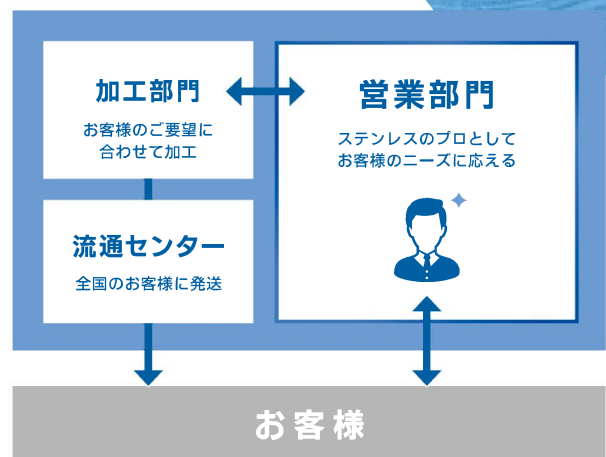 加工部門
お客様のご要望に
合わせて加工
営業部門
ステンレスのプロとして
お客様のニーズに応える
流通センター
全国のお客様に発送
お客様